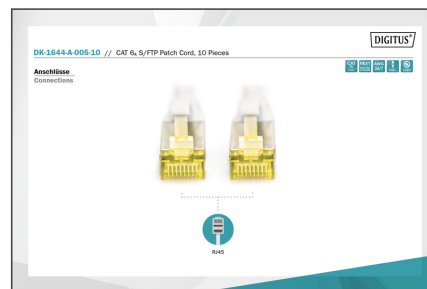 DIGITUS®
DK-1644-A-005-10 // CAT 6A S/FTP Patch Cord, 10 Pieces
Anschlüsse
Connections
RJ45